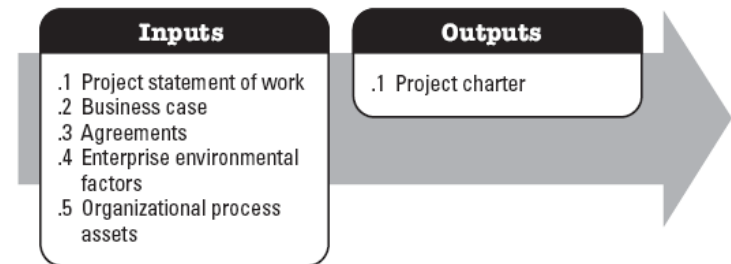 Inputs
.1 Project statement of work
.2 Business case
.3 Agreements
.4 Enterprise environmental
factors
.5 Organizational process
assets
Outputs
.1 Project charter